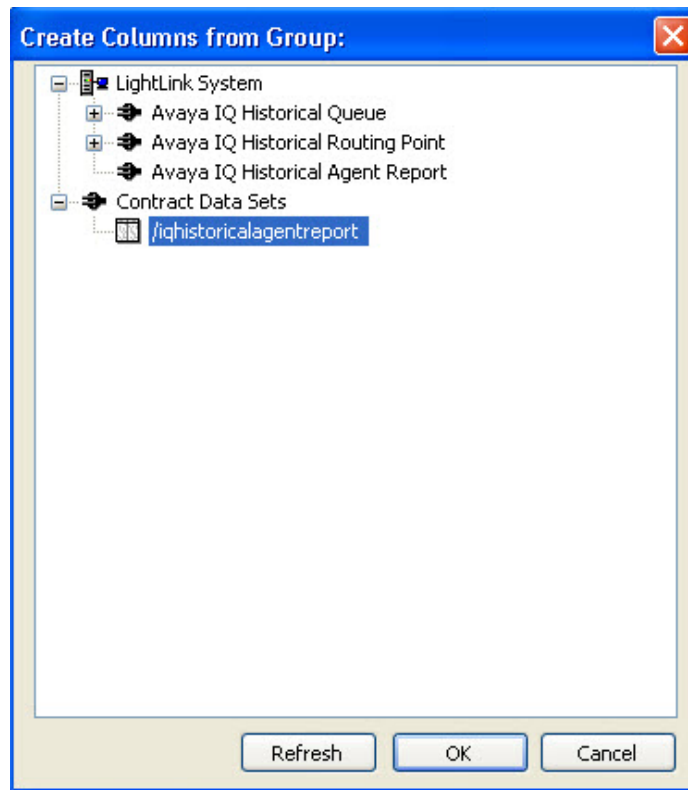 Create Columns from Group:
LightLink System
Avaya IQ Historical Queue
Avaya IQ Historical Routing Point
Avaya IQ Historical Agent Report
Contract Data Sets
/iqhistoricalagentreport
Refresh OK Cancel